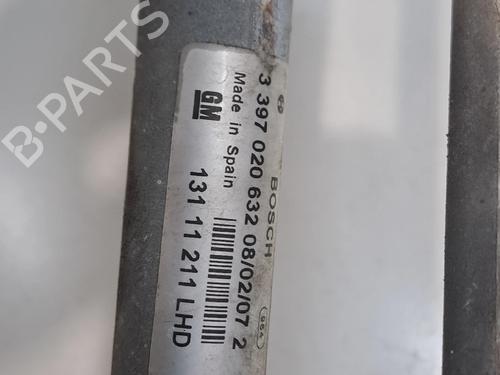 BOSCH
3 397 020 632 08/02/07 2
Made in Spain
GM
131 11 211 LHD
B-PARTS